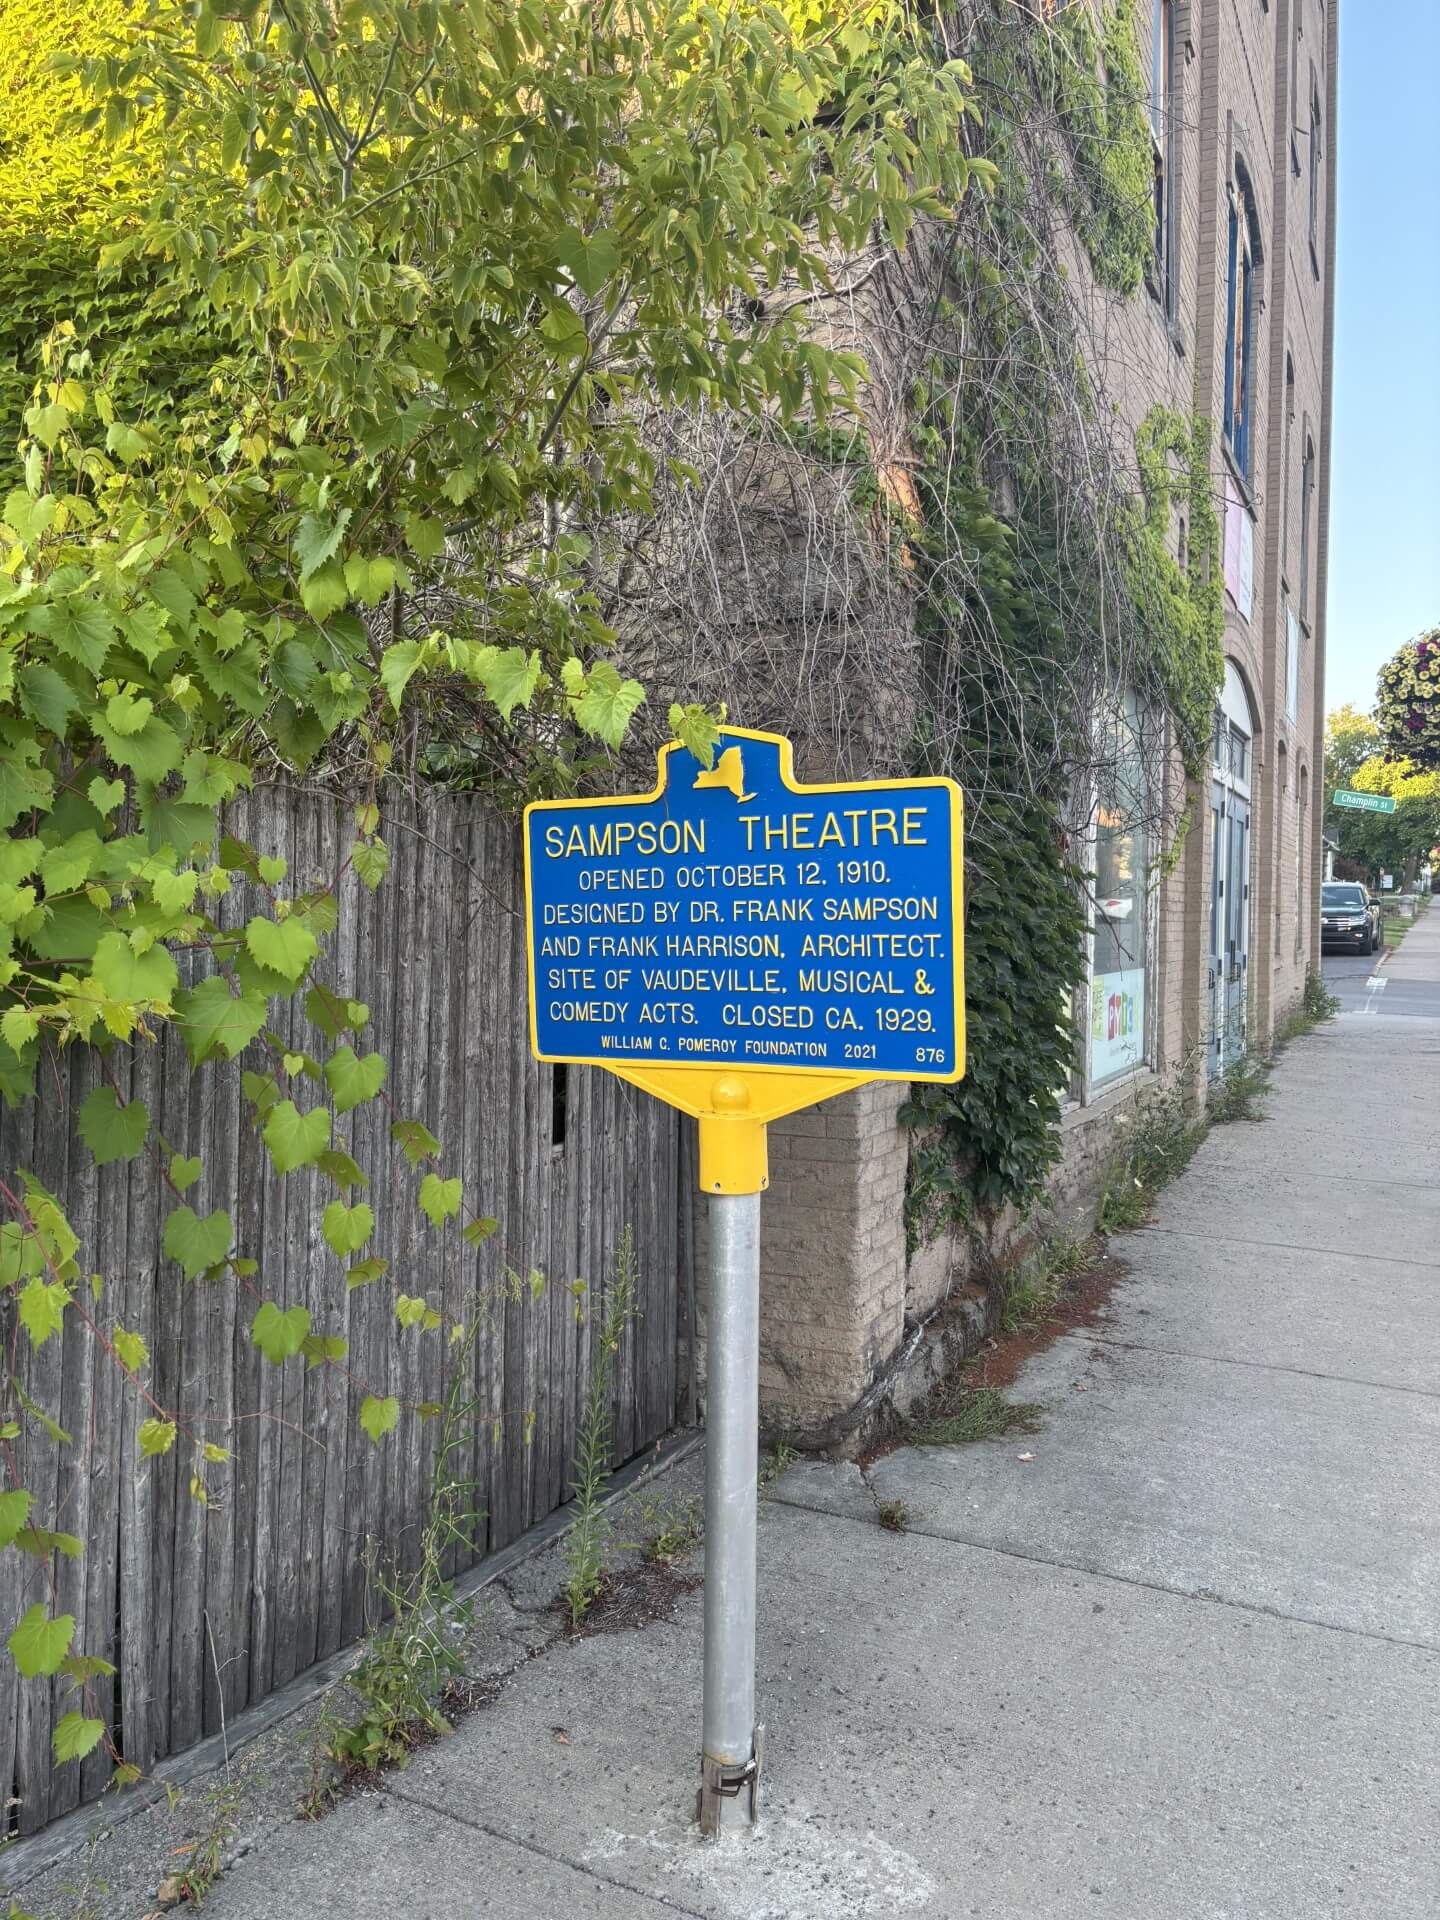 SAMPSON THEATRE
OPENED OCTOBER 12, 1910.
DESIGNED BY DR. FRANK SAMPSON
AND FRANK HARRISON, ARCHITECT.
SITE OF VAUDEVILLE, MUSICAL &
COMEDY ACTS. CLOSED CA. 1929.
WILLIAM G. POMEROY FOUNDATION 2021 876
Champlin St